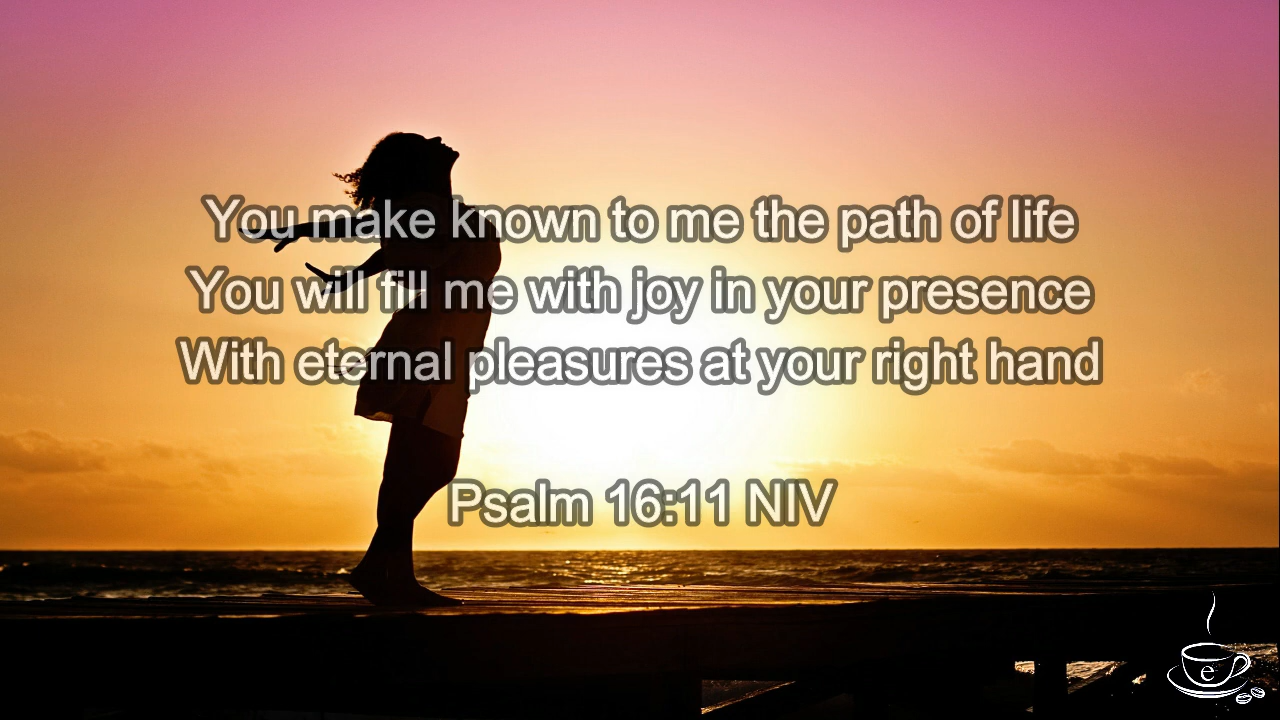 You make known to me the path of life
You will fill me with joy in your presence
With eternal pleasures at your right hand
Psalm 16:11 NIV
e